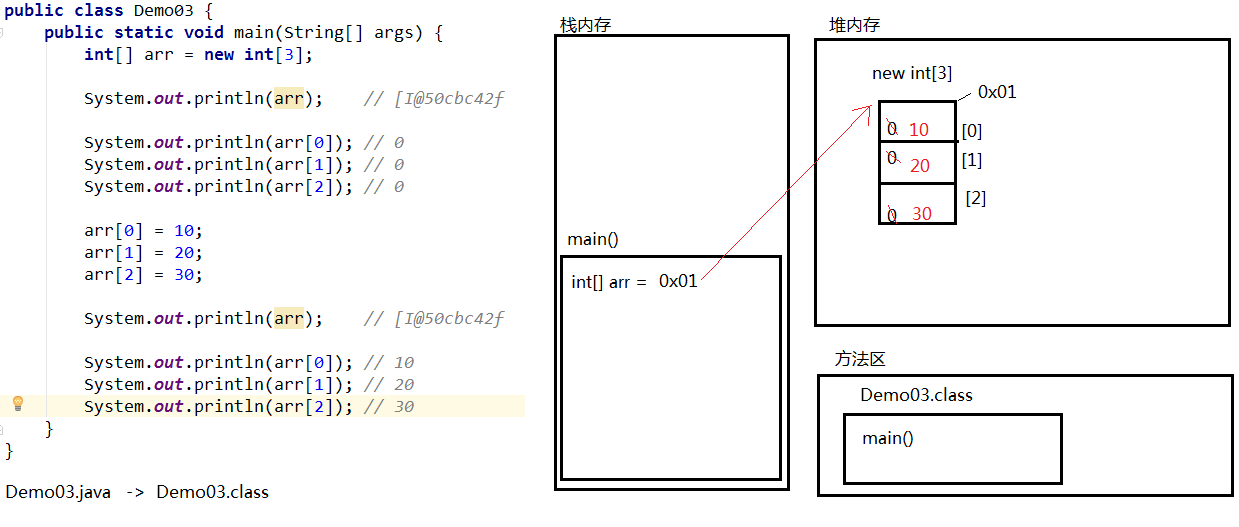 public class Demo03 {
public static void main(String[] args) {
int[] arr = new int[3];
System.out.println(arr);    // [I@50cbc42f
System.out.println(arr[0]); // 0
System.out.println(arr[1]); // 0
System.out.println(arr[2]); // 0
arr[0] = 10;
arr[1] = 20;
arr[2] = 30;
System.out.println(arr);    // [I@50cbc42f
System.out.println(arr[0]); // 10
System.out.println(arr[1]); // 20
System.out.println(arr[2]); // 30
}
}
Demo03.java -> Demo03.class
栈内存
main()
int[] arr = 0x01
堆内存
new int[3]
0x01
0 10 [0]
0 20 [1]
0 30 [2]
方法区
Demo03.class
main()